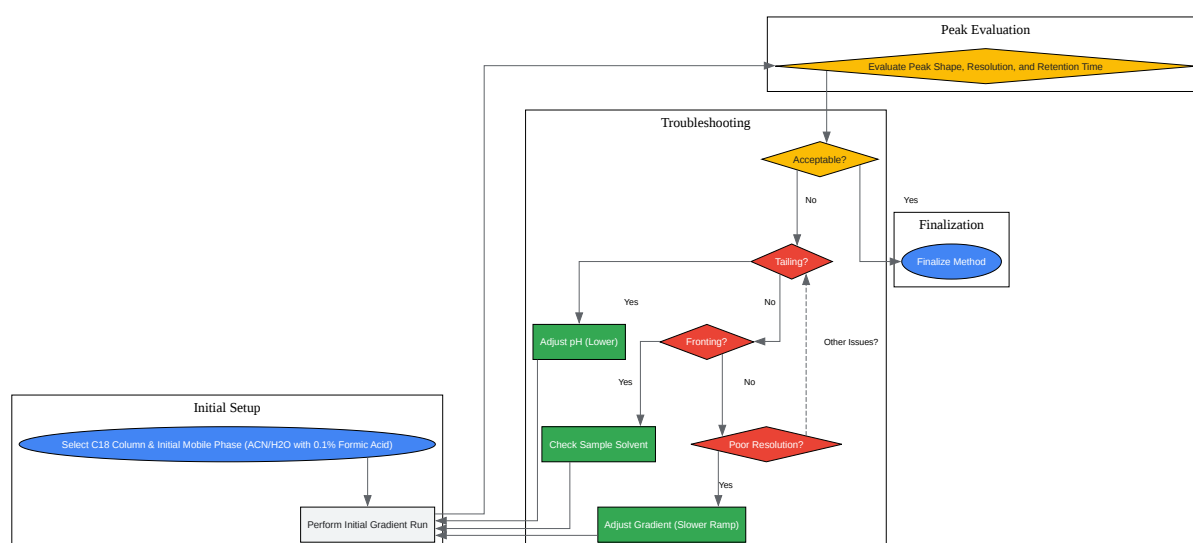 Peak Evaluation
Evaluate Peak Shape, Resolution, and Retention Time
Troubleshooting
Acceptable?
No
Yes
Finalization
Finalize Method
Tailing?
Yes
No
Other Issues?
Adjust pH (Lower)
Fronting?
Yes
No
Initial Setup
Select C18 Column & Initial Mobile Phase (ACN/H2O with 0.1% Formic Acid)
Check Sample Solvent
Poor Resolution?
Yes
Perform Initial Gradient Run
Adjust Gradient (Slower Ramp)